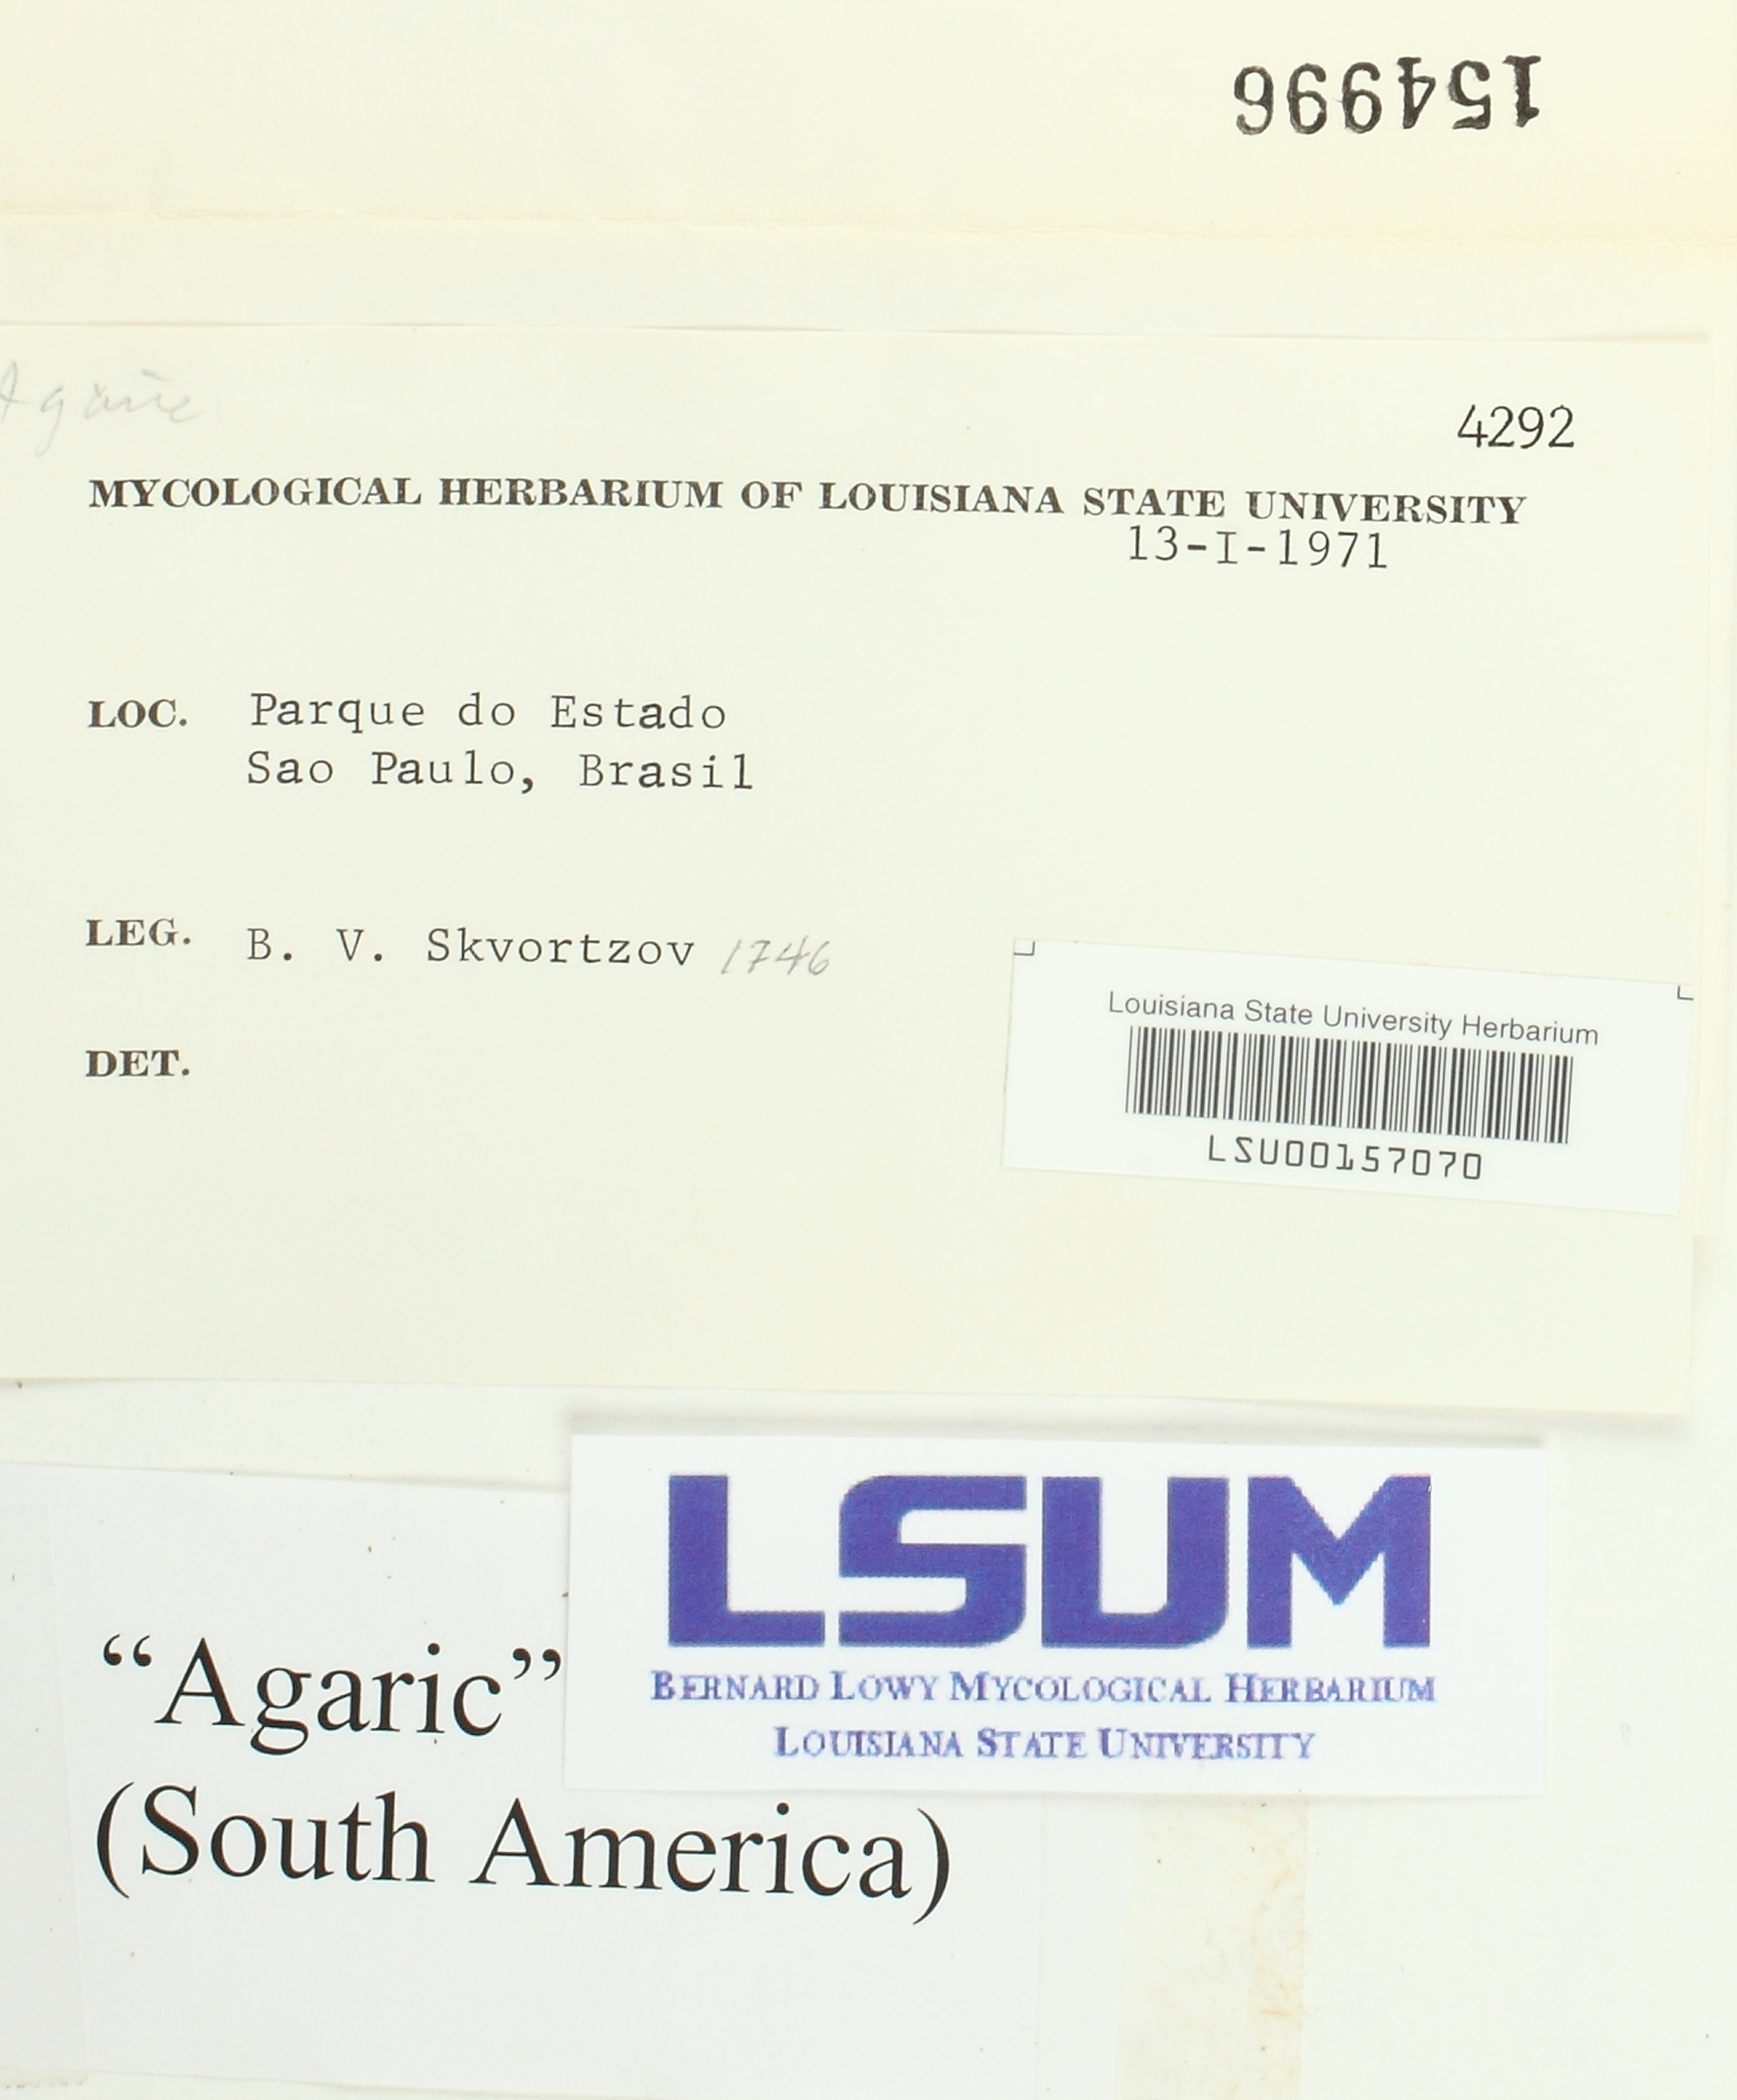 154996
Agaric
4292
MYCOLOGICAL HERBARIUM OF LOUISIANA STATE UNIVERSITY
13-I-1971
LOC. Parque do Estado
Sao Paulo, Brasil
LEG. B. V. Skvortzov 1746
DET.
Louisiana State University Herbarium
LSU00157070
LSUM
BERNARD LOWY MYCOLOGICAL HERBARIUM
LOUISIANA STATE UNIVERSITY
“Agaric”
(South America)